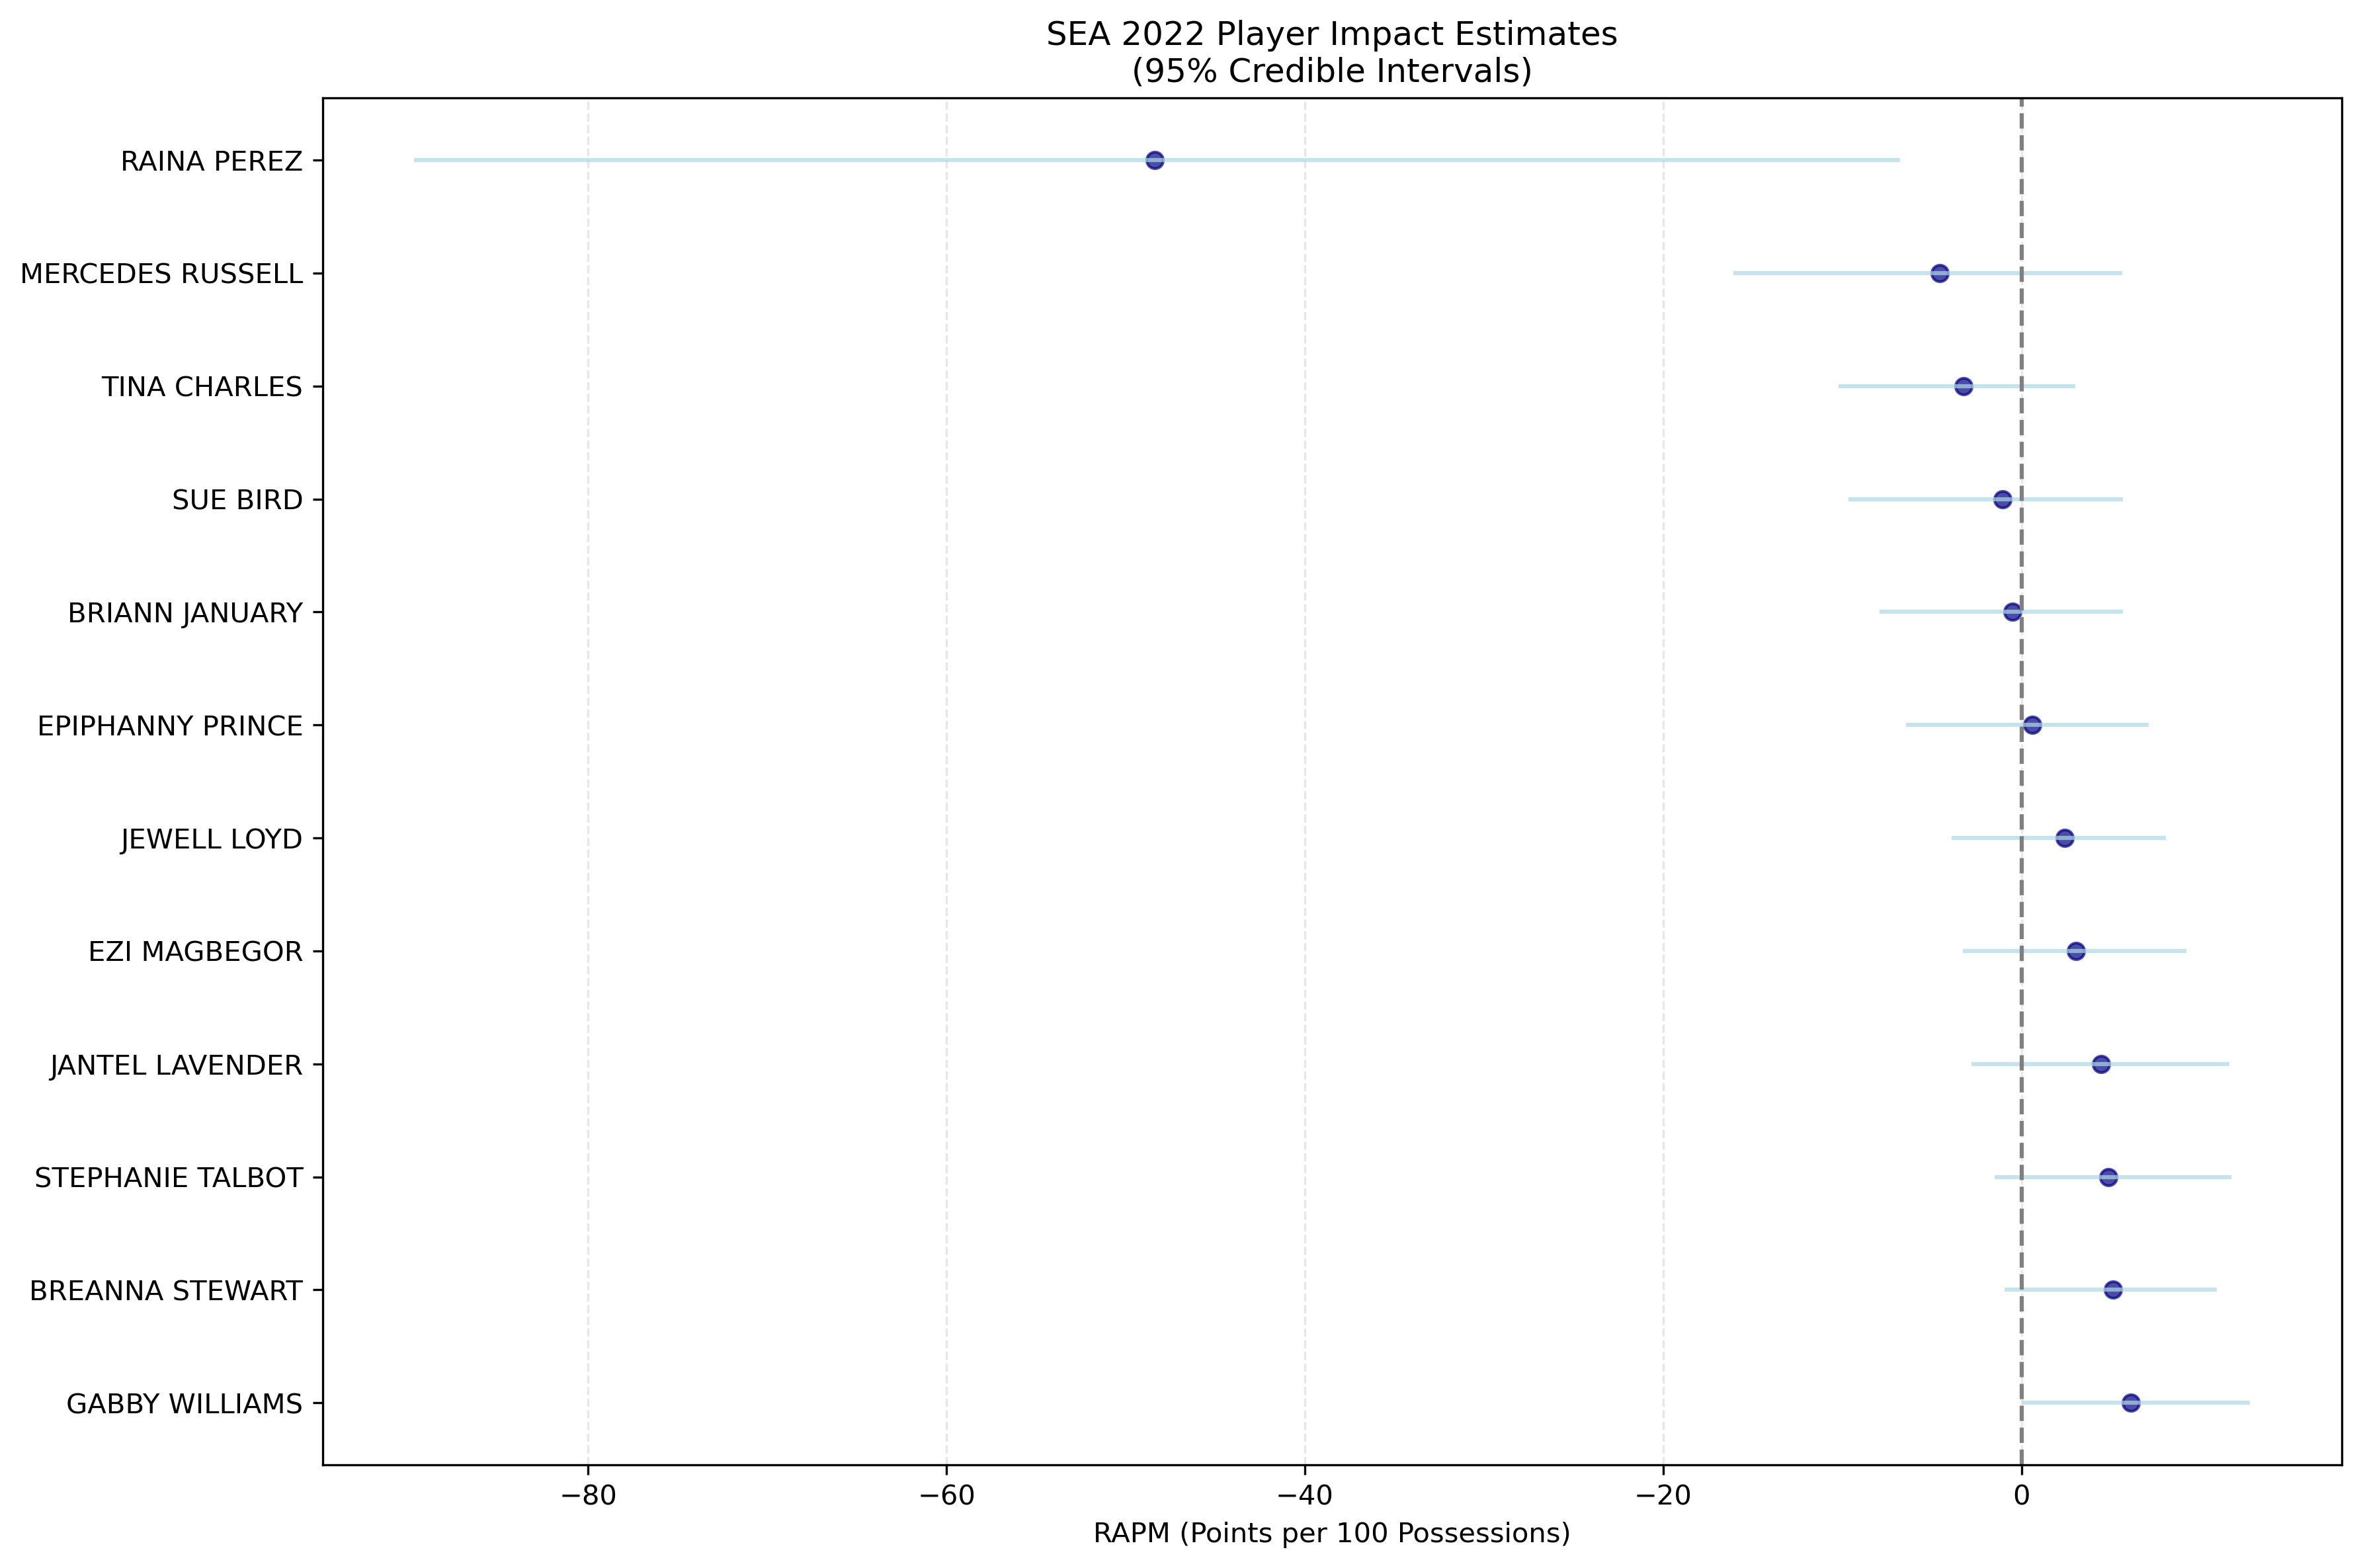 SEA 2022 Player Impact Estimates
(95% Credible Intervals)
RAINA PEREZ
MERCEDES RUSSELL
TINA CHARLES
SUE BIRD
BRIANN JANUARY
EPIPHANNY PRINCE
JEWELL LOYD
EZI MAGBEGOR
JANTEL LAVENDER
STEPHANIE TALBOT
BREANNA STEWART
GABBY WILLIAMS
−80 −60 −40 −20 0
RAPM (Points per 100 Possessions)